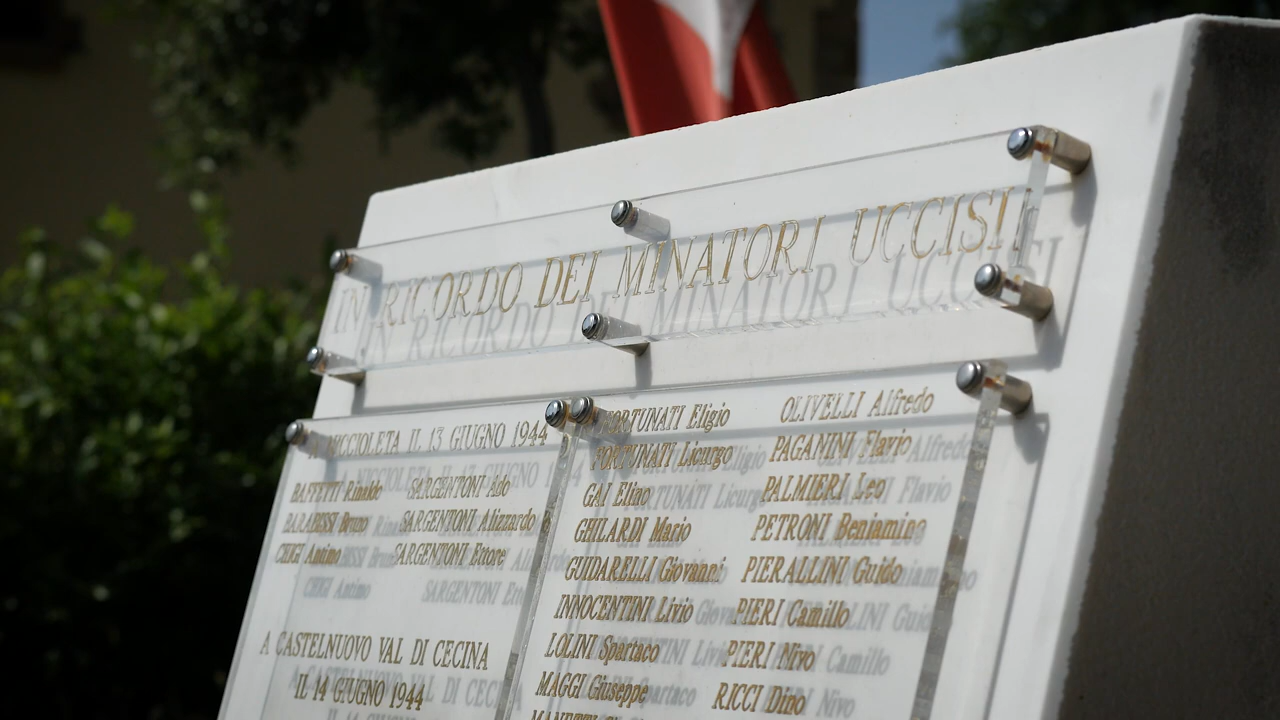 IN RICORDO DEI MINATORI UCCISI
A NICCIOLETA IL 13 GIUGNO 1944
BAFFETTI Rinaldo SARGENTONI Ado
BARABISSI Bruno SARGENTONI Alizzardo
CHIGI Antimo SARGENTONI Ettore
A CASTELNUOVO VAL DI CECINA
IL 14 GIUGNO 1944
FORTUNATI Eligio OLIVELLI Alfredo
FORTUNATI Licurgo PAGANINI Flavio
GAI Elino PALMIERI Leo
GHILARDI Mario PETRONI Beniamino
GUIDARELLI Giovanni PIERALLINI Guido
INNOCENTINI Livio PIERI Camillo
LOLINI Spartaco PIERI Nivo
MAGGI Giuseppe RICCI Dino